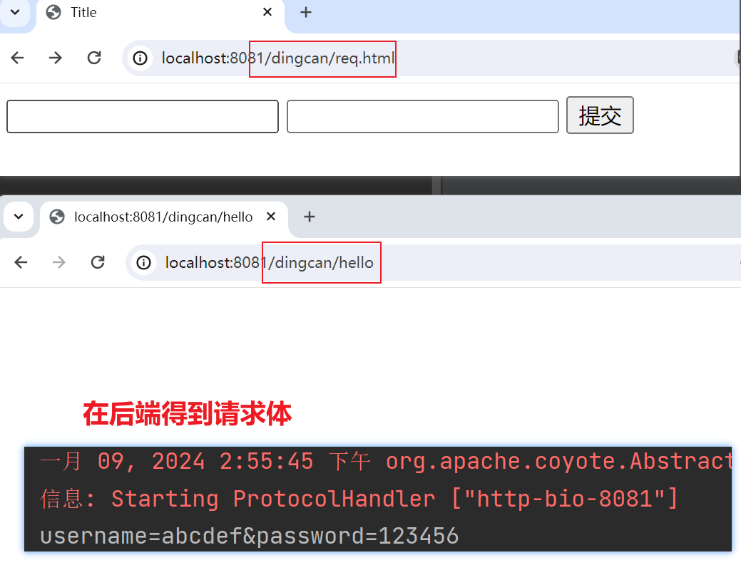 Title
localhost:8081/dingcan/req.html
提交
localhost:8081/dingcan/hello
localhost:8081/dingcan/hello
在后端得到请求体
一月 09, 2024 2:55:45 下午 org.apache.coyote.Abstract
信息: Starting ProtocolHandler ["http-bio-8081"]
username=abcdef&password=123456